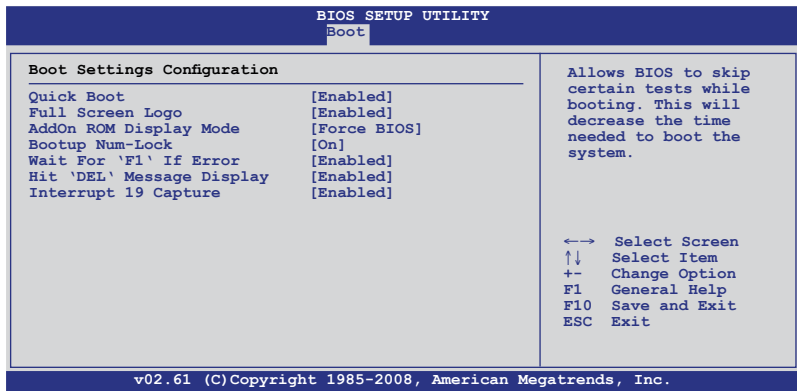 BIOS SETUP UTILITY
Boot
Boot Settings Configuration
Quick Boot [Enabled]
Full Screen Logo [Enabled]
AddOn ROM Display Mode [Force BIOS]
Bootup Num-Lock [On]
Wait For ‘F1‘ If Error [Enabled]
Hit ‘DEL‘ Message Display [Enabled]
Interrupt 19 Capture [Enabled]
Allows BIOS to skip
certain tests while
booting. This will
decrease the time
needed to boot the
system.
←→ Select Screen
↑↓ Select Item
+- Change Option
F1 General Help
F10 Save and Exit
ESC Exit
v02.61 (C)Copyright 1985-2008, American Megatrends, Inc.